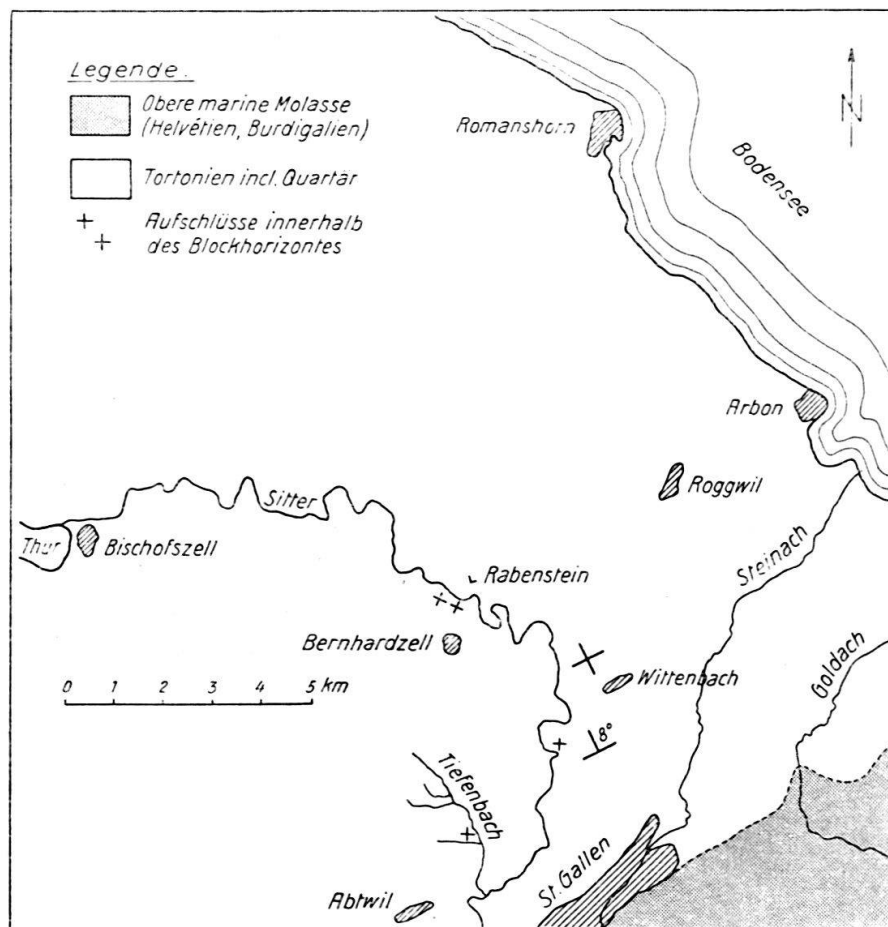 Legende.
Obere marine Molasse
(Helvétien, Burdigalien)
Tortonien incl. Quartär
Aufschlüsse innerhalb
des Blockhorizontes
N
Romanshorn
Bodensee
Arbon
Roggwil
Sitter
Thur
Bischofszell
Steinach
Rabenstein
Bernhardzell
Goldach
Wittenbach
0 1 2 3 4 5 km
8°
Tiefenbach
St. Gallen
Abtwil